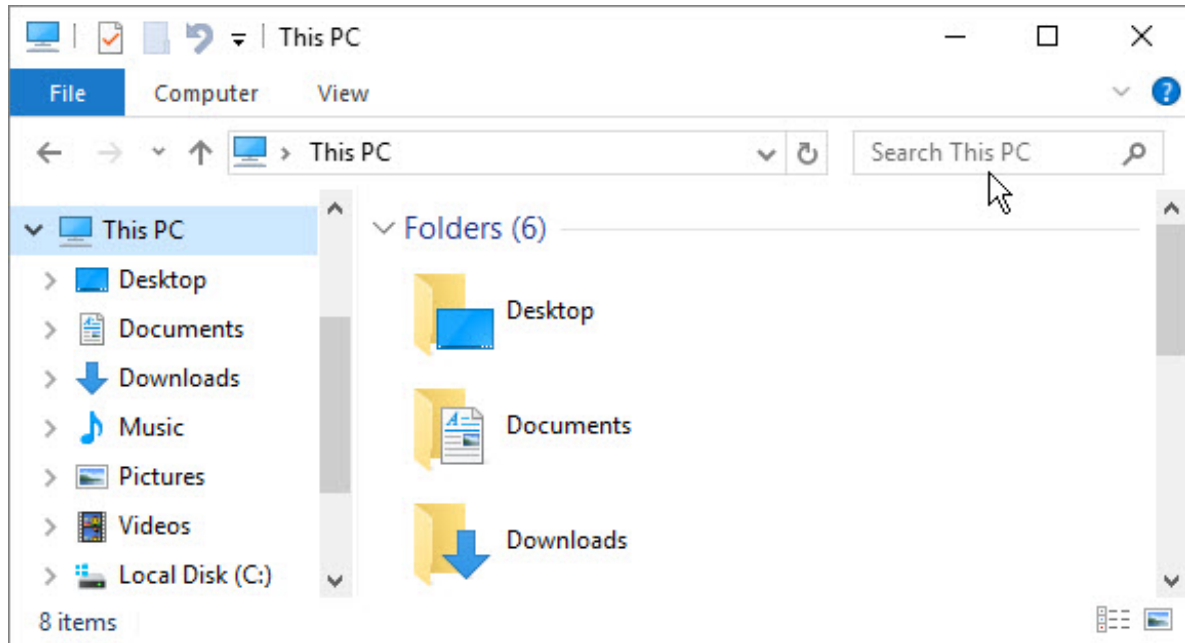 This PC
File Computer View
This PC
Search This PC
This PC
Desktop
Documents
Downloads
Music
Pictures
Videos
Local Disk (C:)
Folders (6)
Desktop
Documents
Downloads
8 items